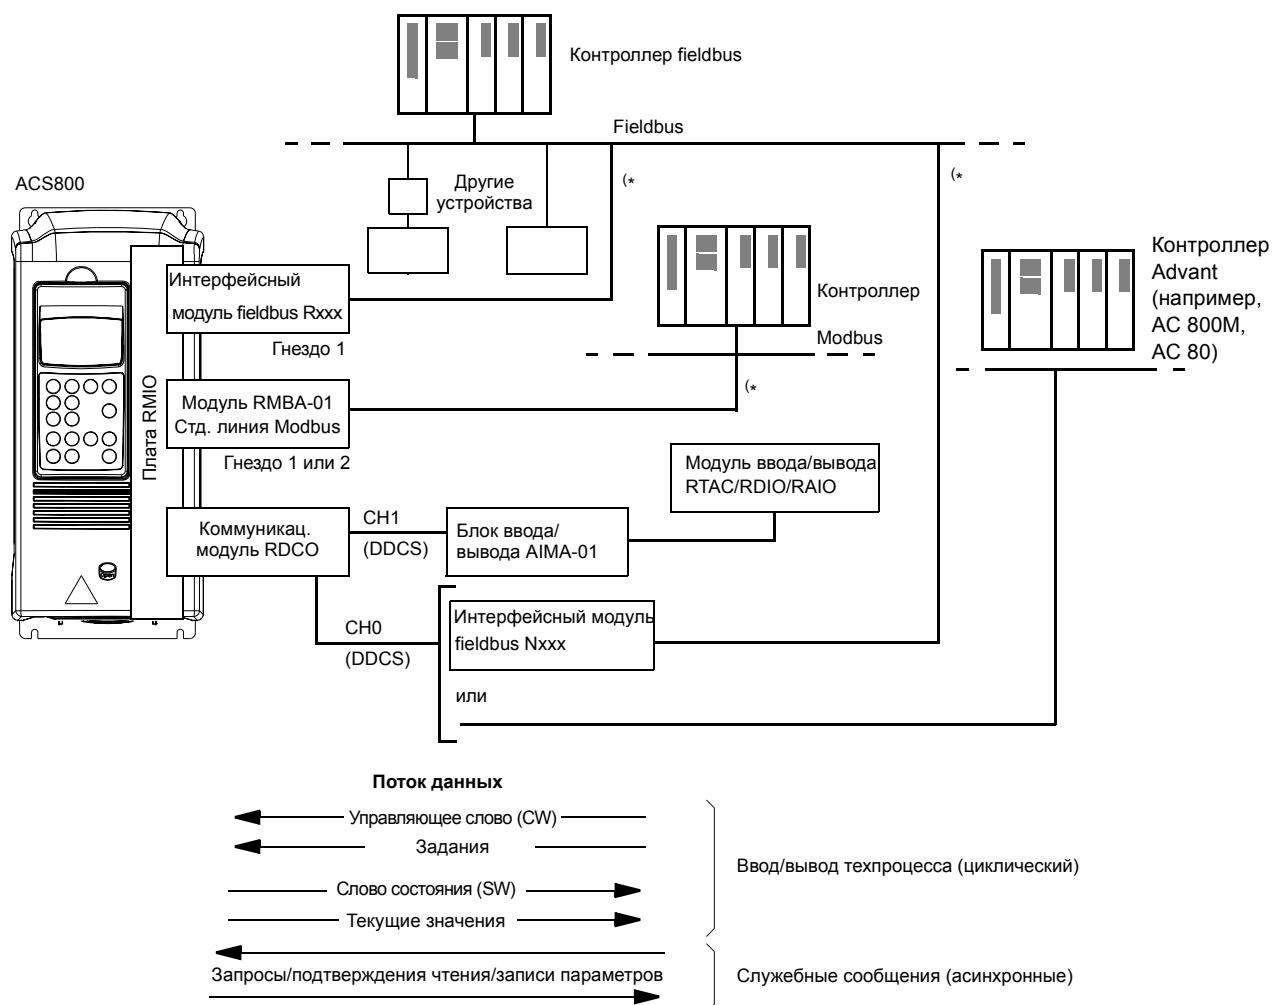 Контроллер fieldbus
Fieldbus
ACS800
Другие
устройства
(*
(*
Контроллер
Advant
(например,
AC 800M,
AC 80)
Интерфейсный
модуль fieldbus Rxxx
Гнездо 1
Контроллер
Modbus
(*
Плата RMIO
Модуль RMBA-01
Стд. линия Modbus
Гнездо 1 или 2
Модуль ввода/вывода
RTAC/RDIO/RAIO
Коммуникац.
модуль RDCO
CH1
(DDCS)
Блок ввода/
вывода AIMA-01
CH0
(DDCS)
Интерфейсный модуль
fieldbus Nxxx
или
Поток данных
Управляющее слово (CW)
Задания
Слово состояния (SW)
Текущие значения
Ввод/вывод техпроцесса (циклический)
Запросы/подтверждения чтения/записи параметров
Служебные сообщения (асинхронные)